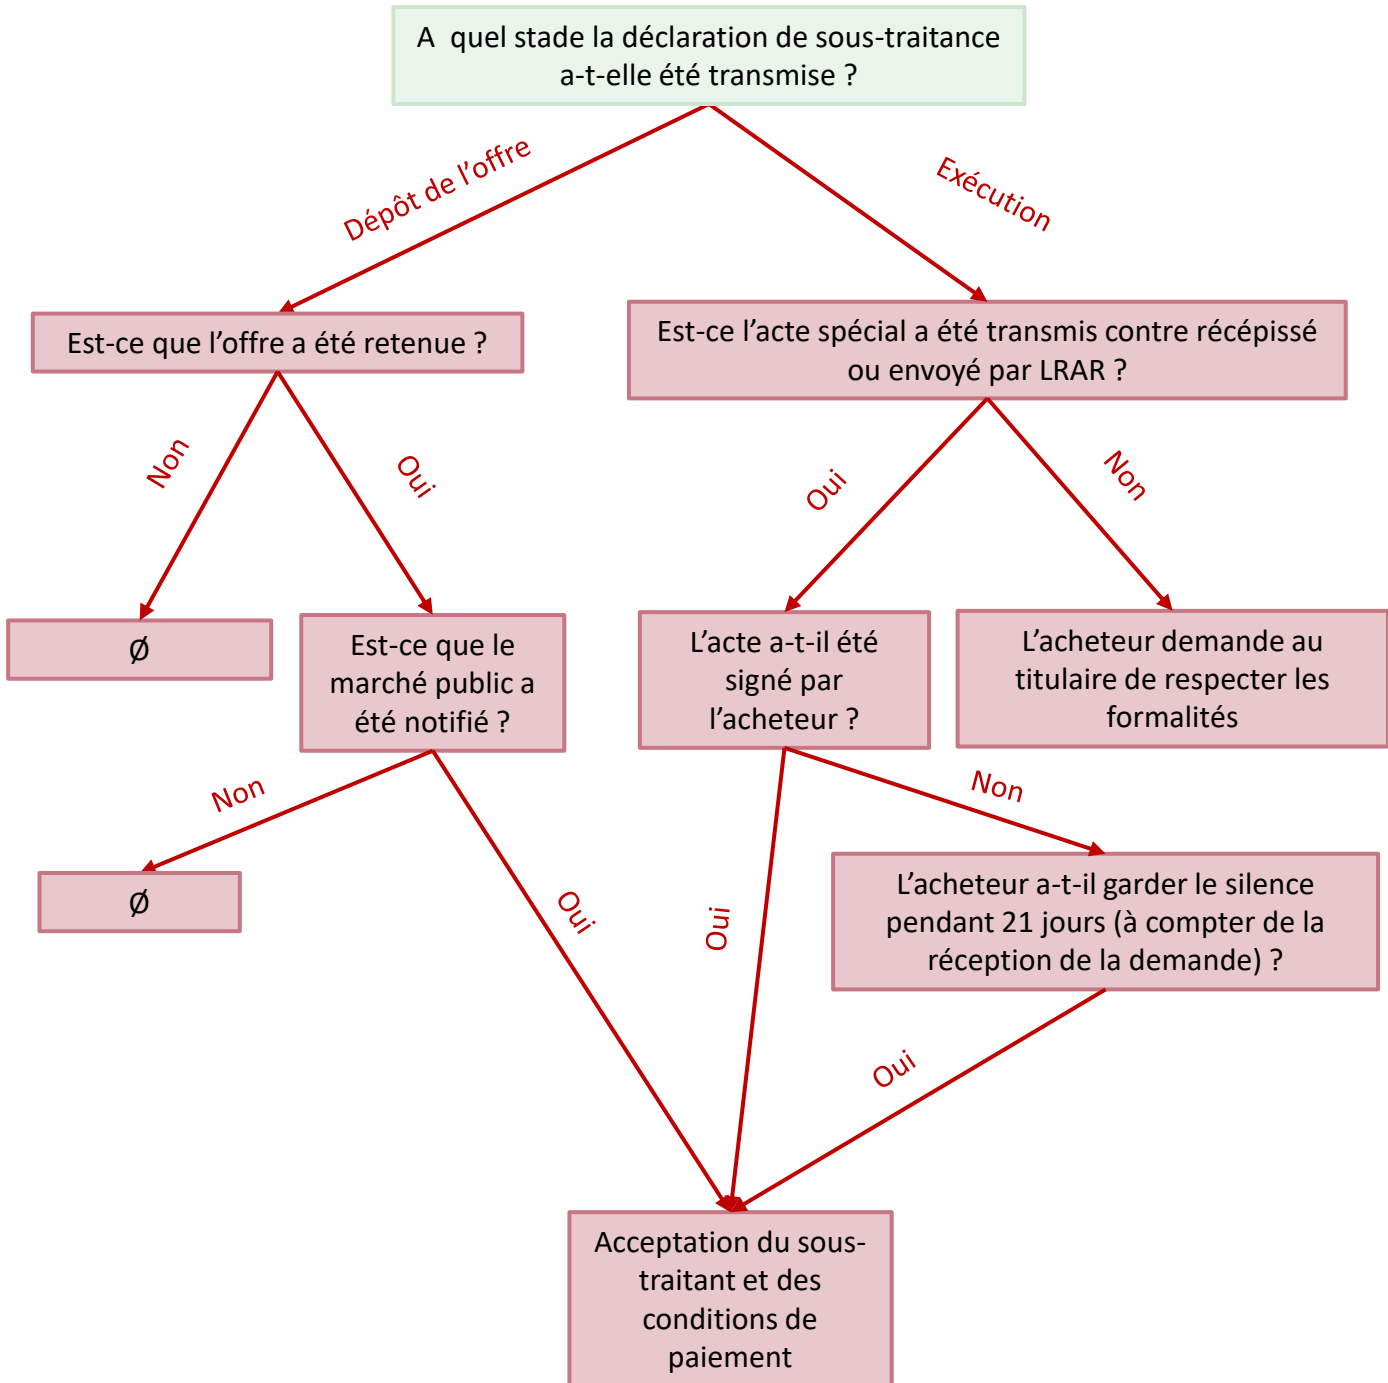 A quel stade la déclaration de sous-traitance
a-t-elle été transmise ?
Dépôt de l’offre
Exécution
Est-ce que l’offre a été retenue ?
Est-ce l’acte spécial a été transmis contre récépissé
ou envoyé par LRAR ?
Non
Oui
Oui
Non
Ø
Est-ce que le
marché public a
été notifié ?
L’acte a-t-il été
signé par
l’acheteur ?
L’acheteur demande au
titulaire de respecter les
formalités
Non
Non
Ø
Oui
Oui
L’acheteur a-t-il garder le silence
pendant 21 jours (à compter de la
réception de la demande) ?
Oui
Acceptation du sous-
traitant et des
conditions de
paiement